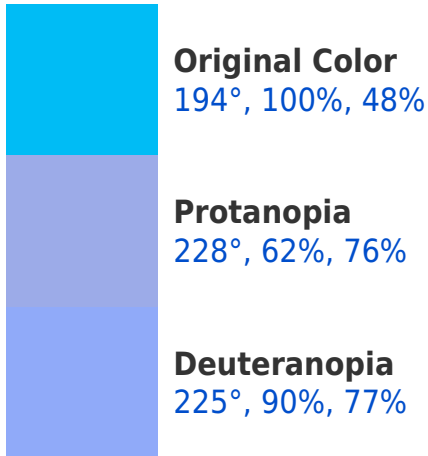 Original Color
194°, 100%, 48%
Protanopia
228°, 62%, 76%
Deuteranopia
225°, 90%, 77%